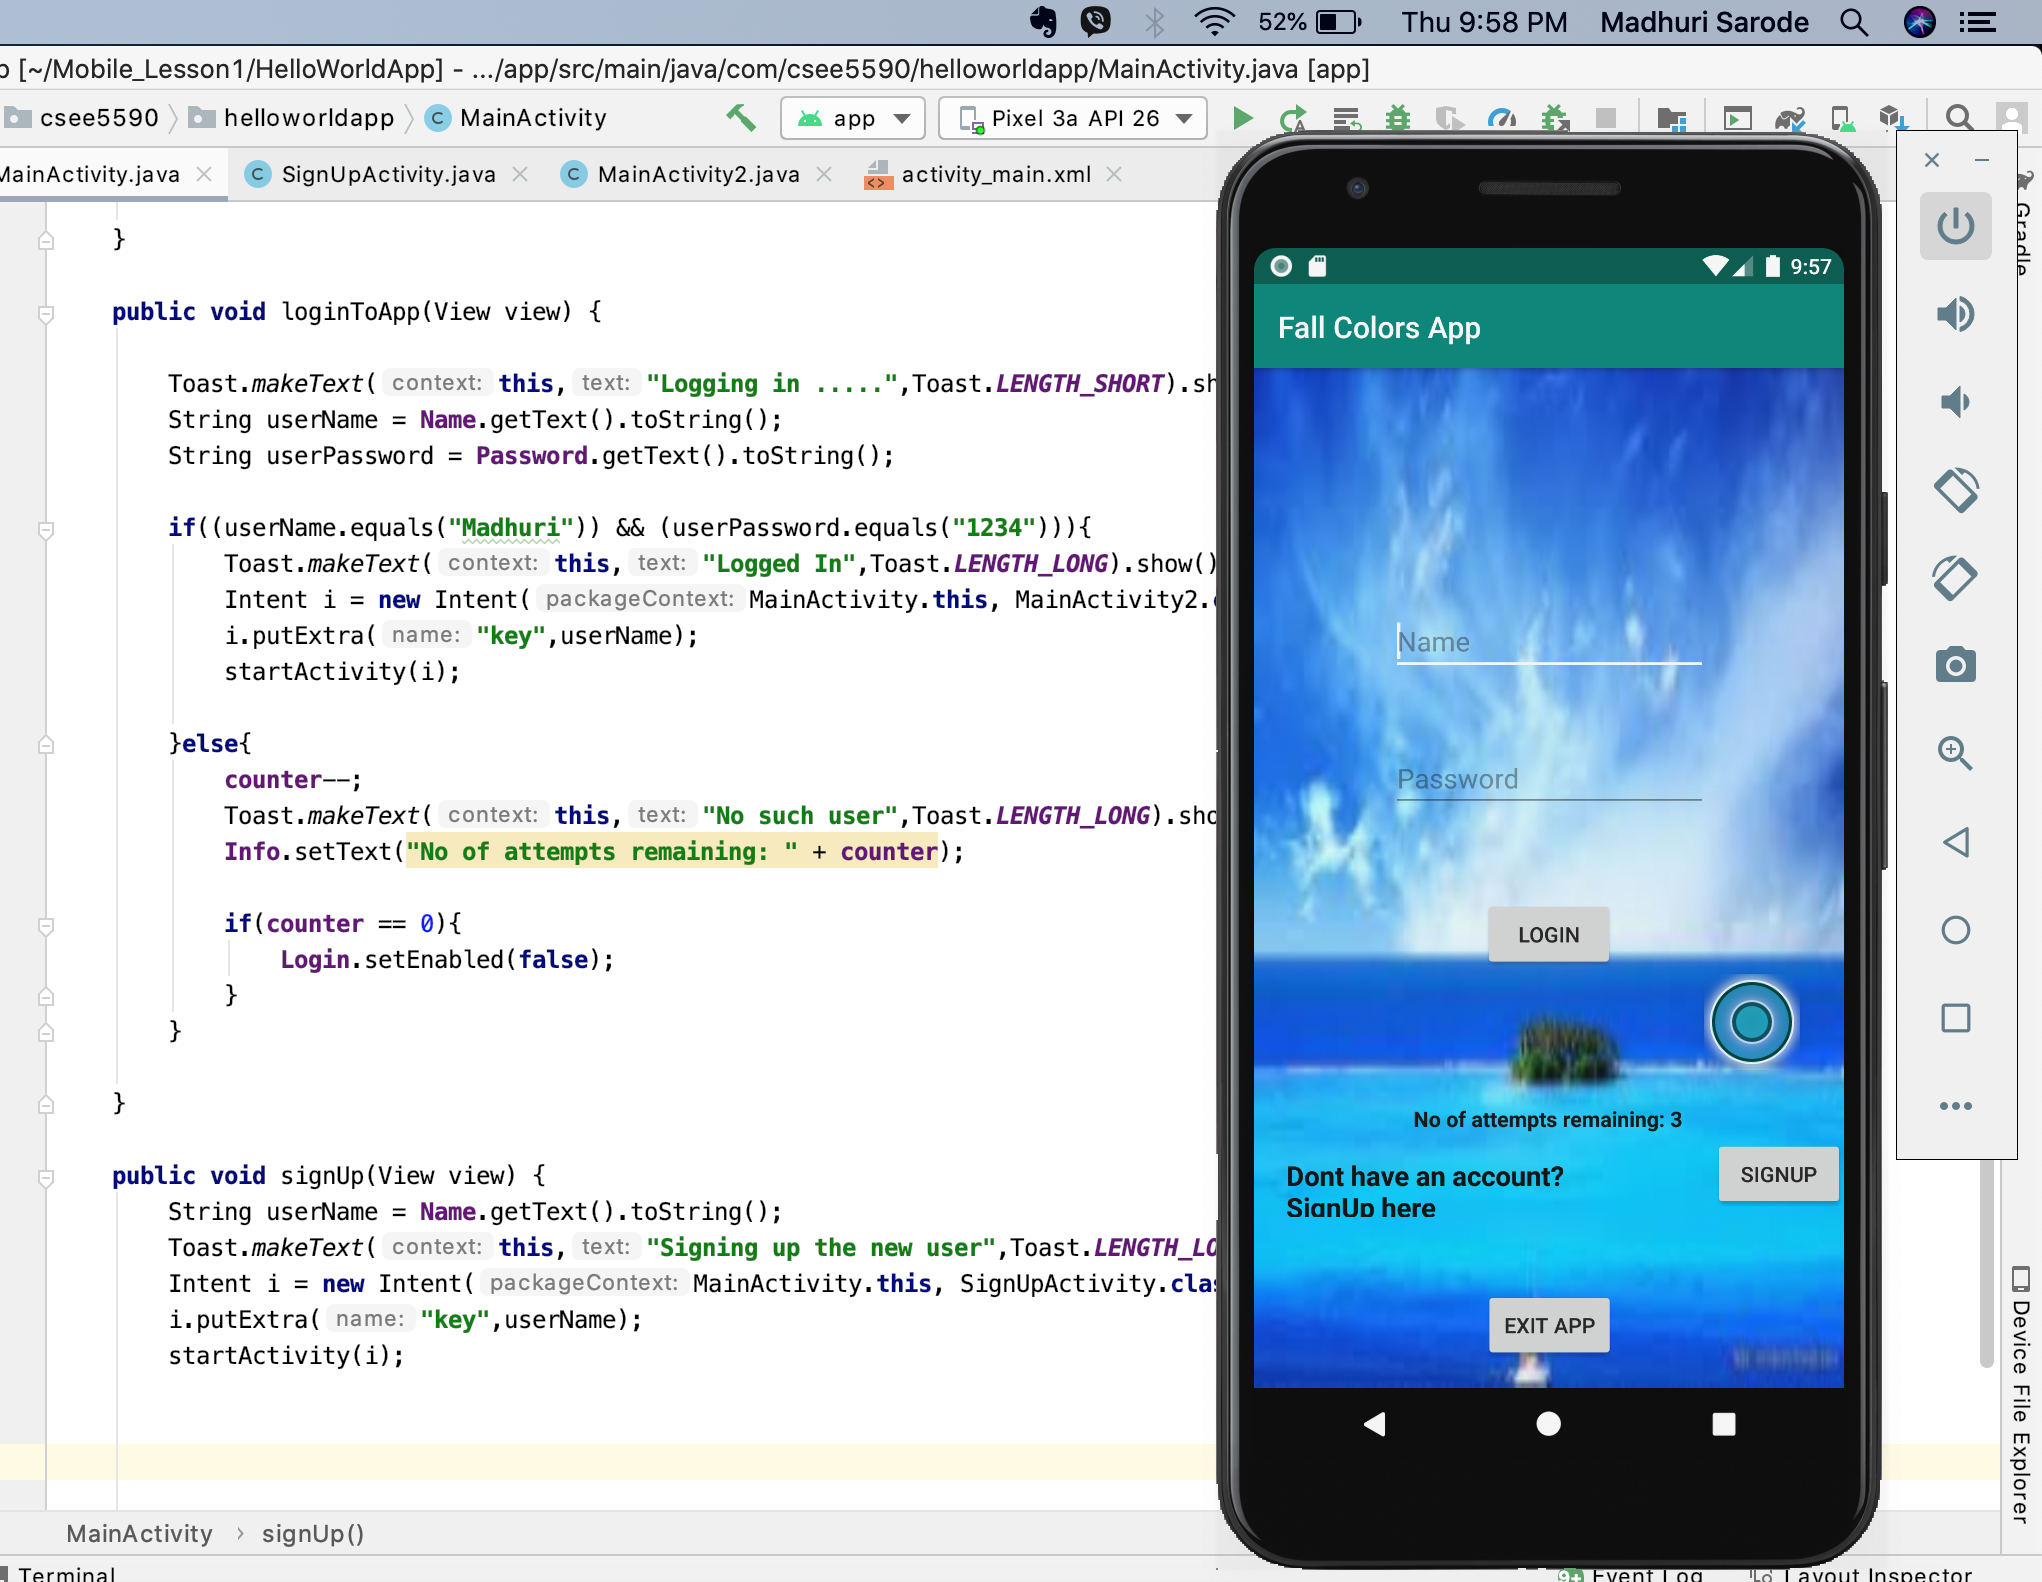 52% Thu 9:58 PM Madhuri Sarode
[~/Mobile_Lesson1/HelloWorldApp] - .../app/src/main/java/com/csee5590/helloworldapp/MainActivity.java [app]
csee5590 helloworldapp C MainActivity app Pixel 3a API 26
MainActivity.java C SignUpActivity.java C MainActivity2.java activity_main.xml
}
public void loginToApp(View view) {
Toast.makeText( context: this, text: "Logging in .....",Toast.LENGTH_SHORT).sh
String userName = Name.getText().toString();
String userPassword = Password.getText().toString();
if((userName.equals("Madhuri")) && (userPassword.equals("1234"))){
Toast.makeText( context: this, text: "Logged In",Toast.LENGTH_LONG).show()
Intent i = new Intent( packageContext: MainActivity.this, MainActivity2.
i.putExtra( name: "key",userName);
startActivity(i);
}else{
counter--;
Toast.makeText( context: this, text: "No such user",Toast.LENGTH_LONG).sho
Info.setText("No of attempts remaining: " + counter);
if(counter == 0){
Login.setEnabled(false);
}
}
}
public void signUp(View view) {
String userName = Name.getText().toString();
Toast.makeText( context: this, text: "Signing up the new user",Toast.LENGTH_LO
Intent i = new Intent( packageContext: MainActivity.this, SignUpActivity.clas
i.putExtra( name: "key",userName);
startActivity(i);
MainActivity › signUp()
Terminal
9:57
Fall Colors App
Name
Password
LOGIN
No of attempts remaining: 3
Dont have an account?
SignUp here
SIGNUP
EXIT APP
Gradle
Device File Explorer
9+ Event Log Layout Inspector